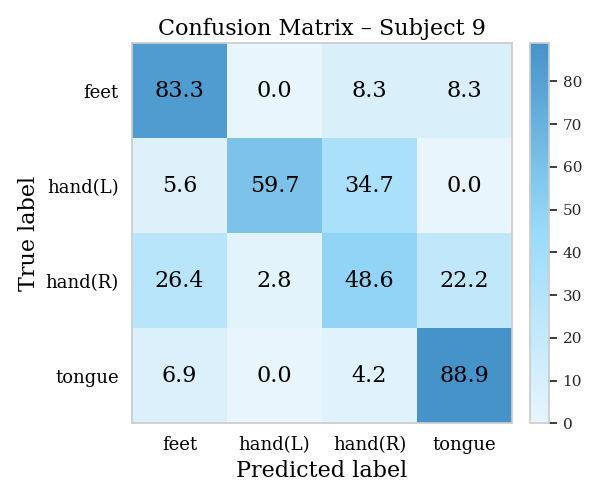 Confusion Matrix – Subject 9
feet 83.3 0.0 8.3 8.3
hand(L) 5.6 59.7 34.7 0.0
hand(R) 26.4 2.8 48.6 22.2
tongue 6.9 0.0 4.2 88.9
feet hand(L) hand(R) tongue
Predicted label
True label
80
70
60
50
40
30
20
10
0